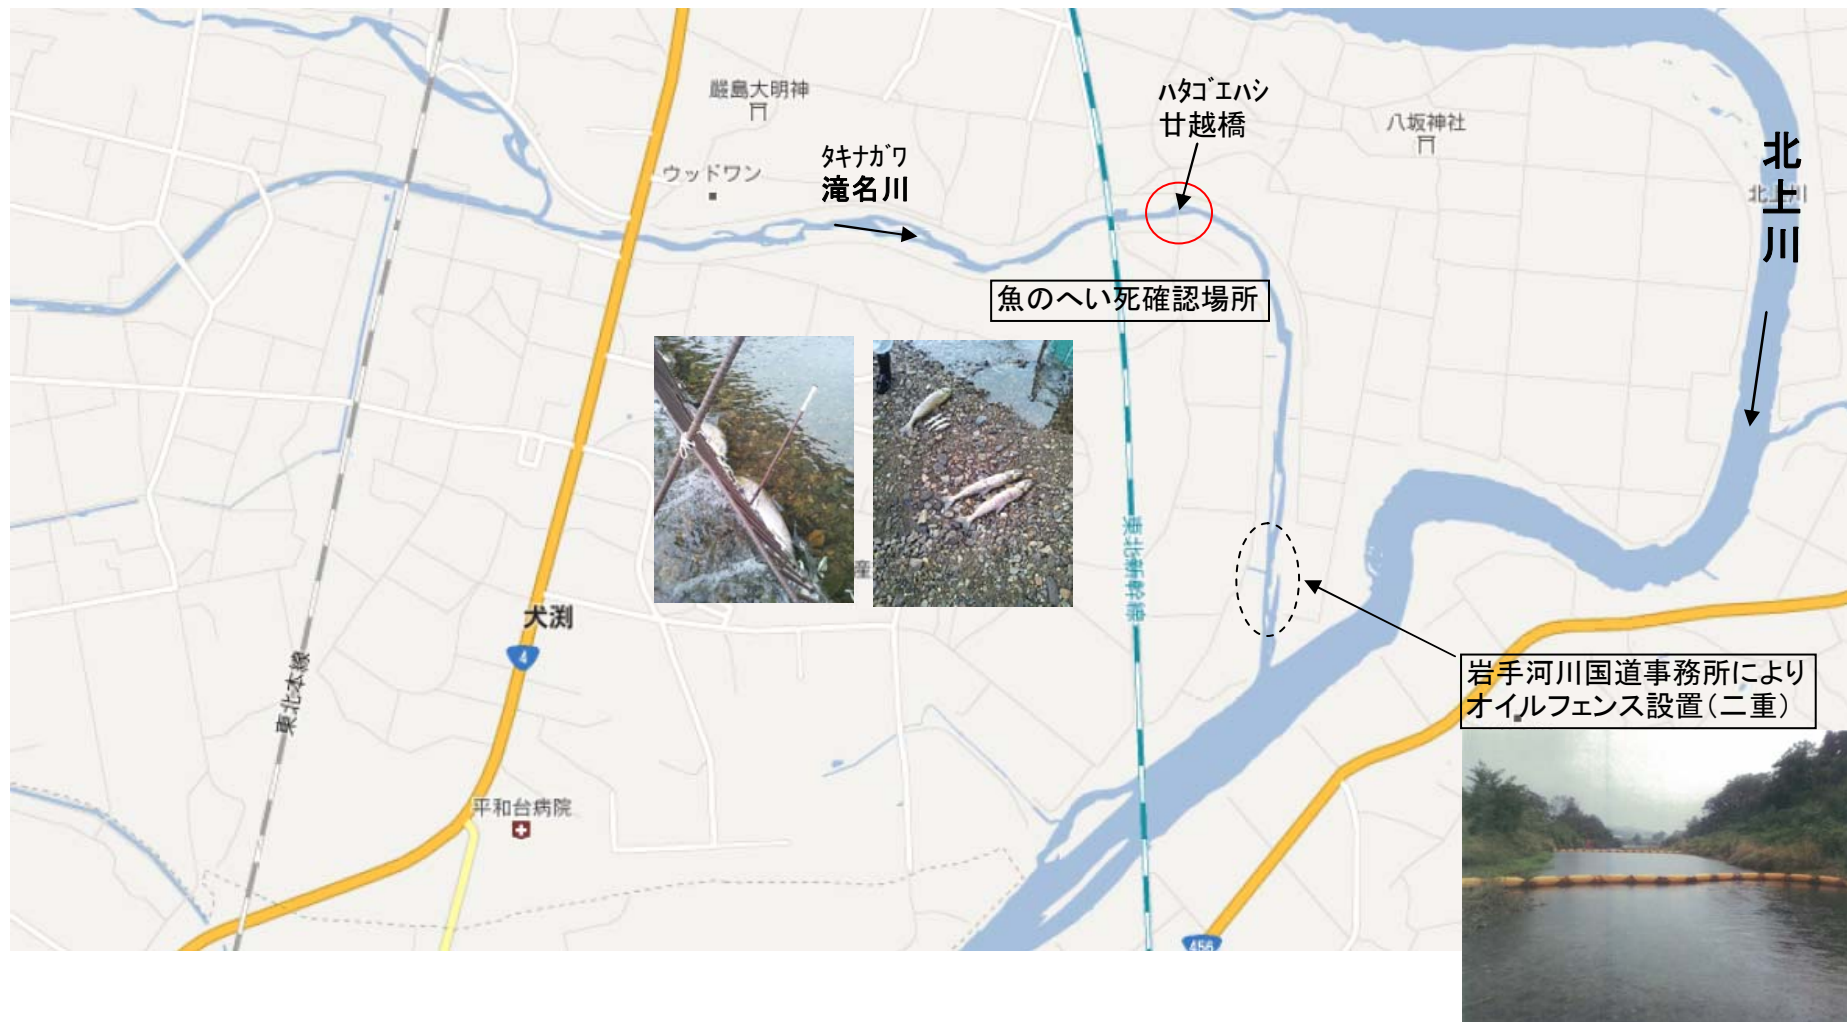 嚴島大明神
ウッドワン
ﾀｷﾅｶﾞﾜ
滝名川
ﾊﾀｺﾞｴﾊｼ
廿越橋
八坂神社
北上川
北上川
魚のへい死確認場所
東北新幹線
産
犬渕
4
東北本線
岩手河川国道事務所により
オイルフェンス設置（二重）
平和台病院
456